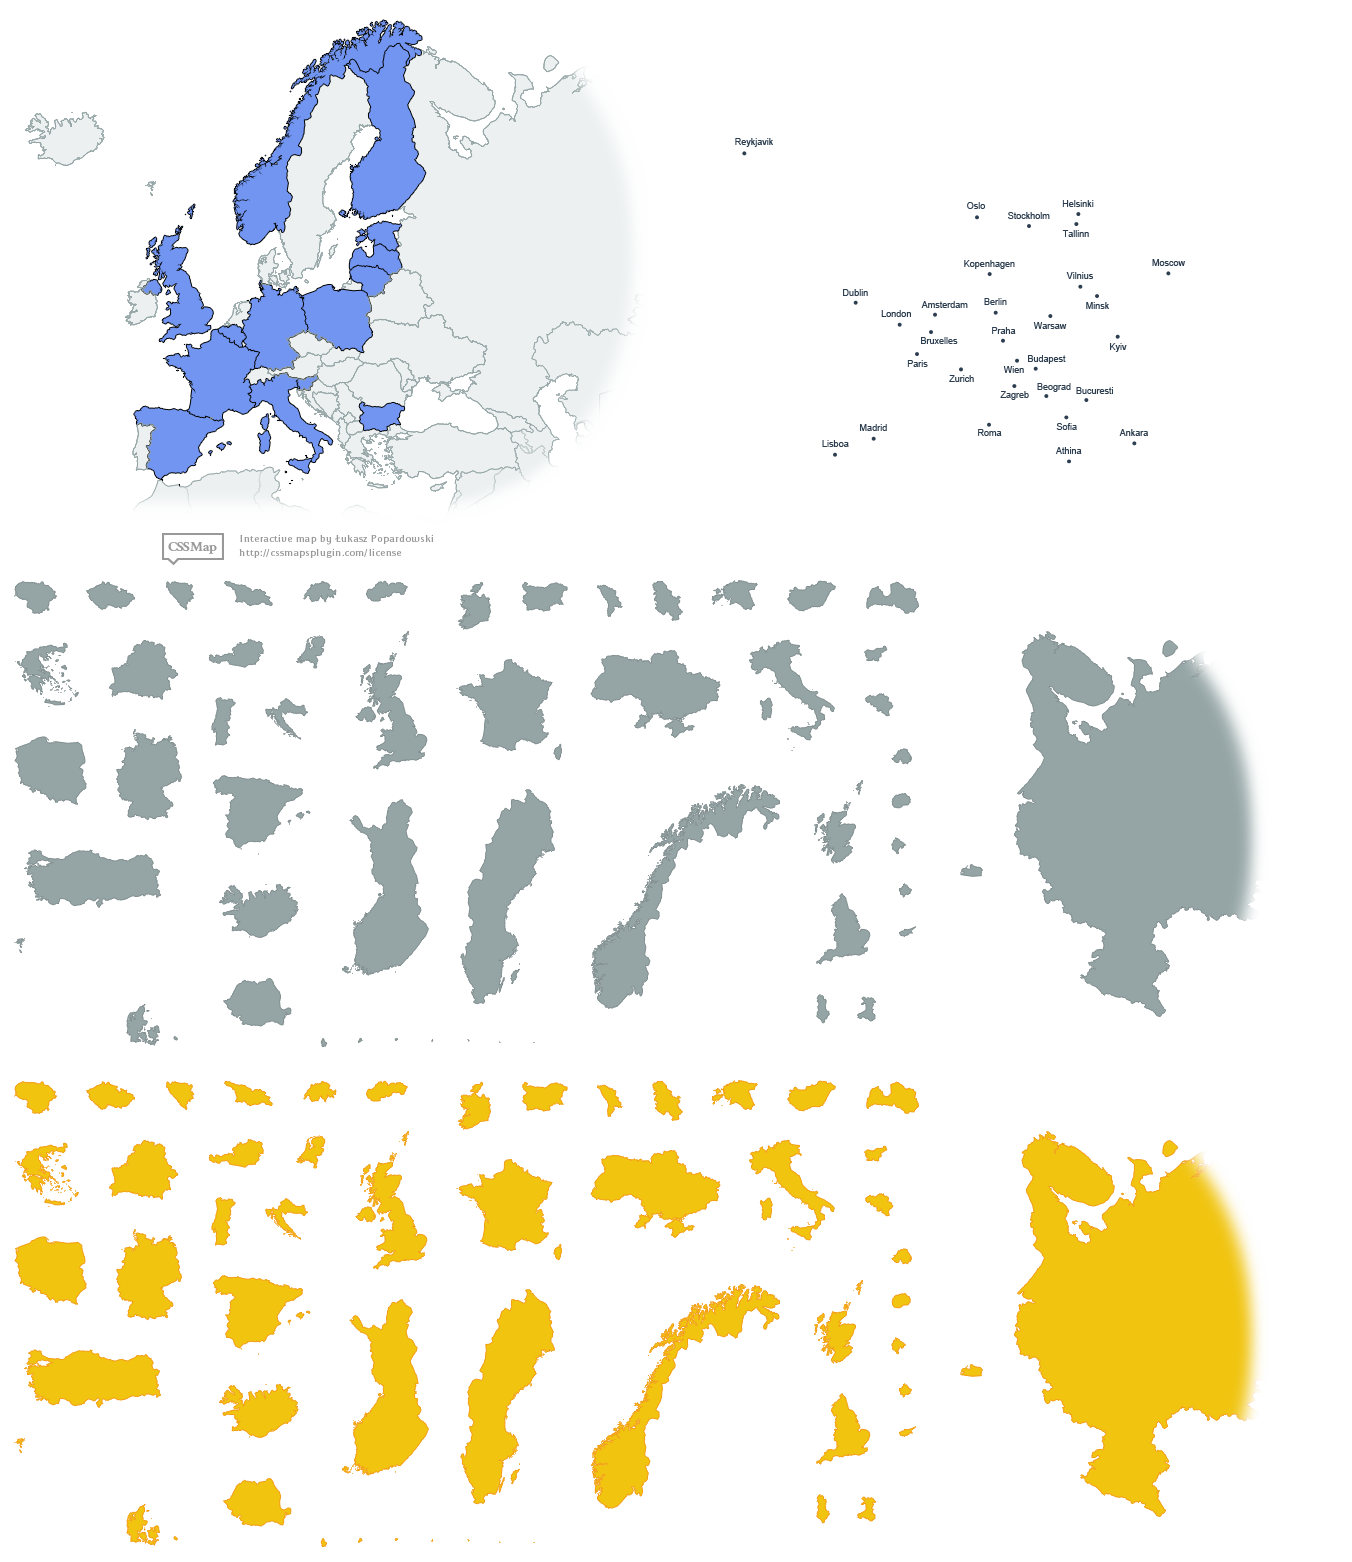 Reykjavik
Oslo
Stockholm
Helsinki
Tallinn
Kopenhagen
Moscow
Vilnius
Minsk
Dublin
Amsterdam
Berlin
London
Warsaw
Bruxelles
Praha
Kyiv
Paris
Budapest
Wien
Zurich
Zagreb
Beograd
Bucuresti
Madrid
Lisboa
Roma
Sofia
Ankara
Athina
CSSMap
Interactive map by Łukasz Popardowski
http://cssmapsplugin.com/license